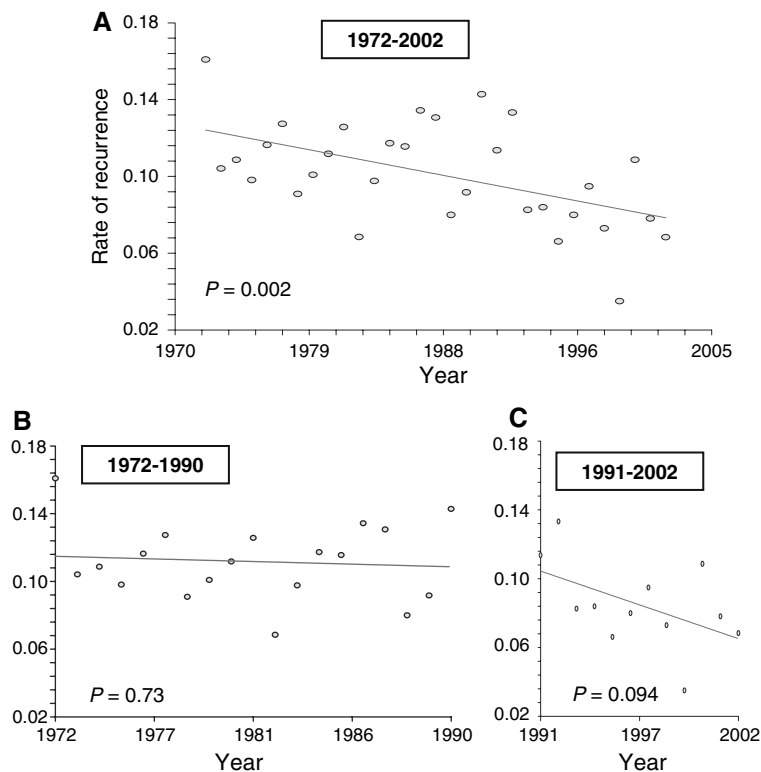 A
1972-2002
0.18
0.14
0.10
0.06
0.02
Rate of recurrence
P = 0.002
1970 1979 1988 1996 2005
Year
B
1972-1990
0.18
0.14
0.10
0.06
0.02
P = 0.73
1972 1977 1981 1986 1990
Year
C
1991-2002
0.18
0.14
0.10
0.06
0.02
P = 0.094
1991 1997 2002
Year